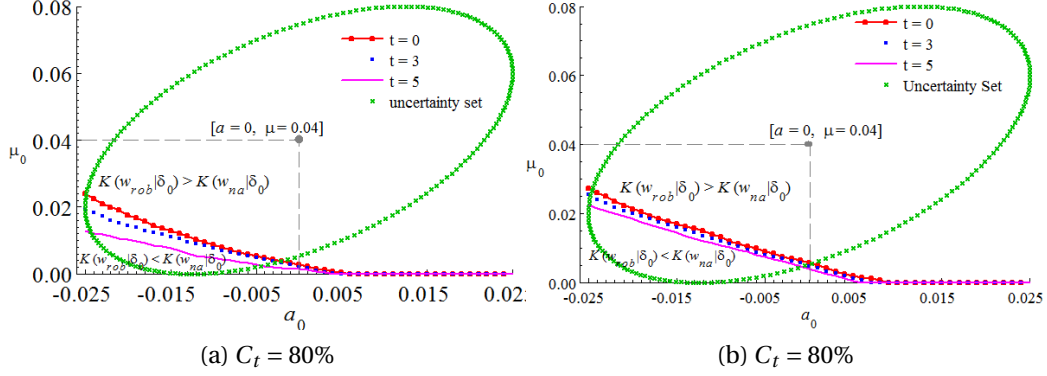 0.08
0.06
0.04
μ₀
0.02
0.00
t = 0
t = 3
t = 5
uncertainty set
[a = 0, μ = 0.04]
K(w_rob|δ₀) > K(w_na|δ₀)
K(w_rob|δ₀) < K(w_na|δ₀)
-0.025 -0.015 -0.005 0.005 0.015 0.02
a₀
(a) C_t = 80%
0.08
0.06
0.04
μ₀
0.02
0.00
t = 0
t = 3
t = 5
Uncertainty Set
[a = 0, μ = 0.04]
K(w_rob|δ₀) > K(w_na|δ₀)
K(w_rob|δ₀) < K(w_na|δ₀)
-0.025 -0.015 -0.005 0.005 0.015 0.025
a₀
(b) C_t = 80%